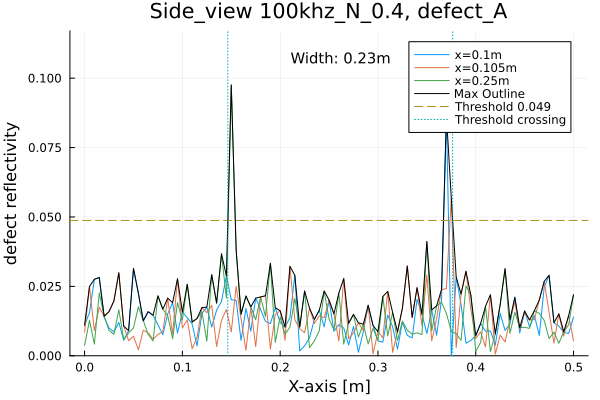 Side_view 100khz_N_0.4, defect_A
Width: 0.23m
x=0.1m
x=0.105m
x=0.25m
Max Outline
Threshold 0.049
Threshold crossing
defect reflectivity
0.100
0.075
0.050
0.025
0.000
0.0 0.1 0.2 0.3 0.4 0.5
X-axis [m]